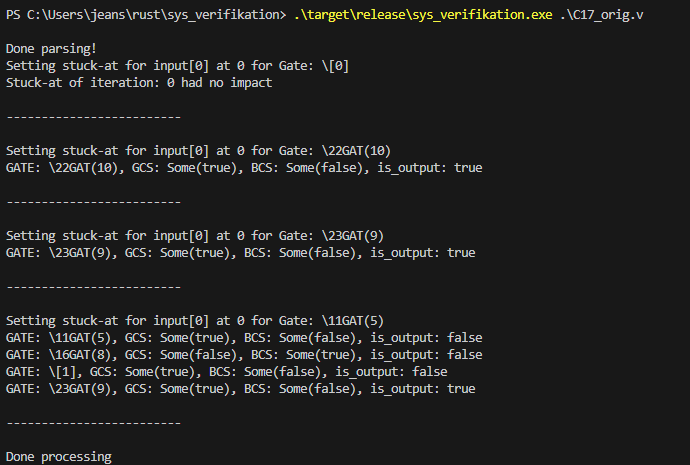 PS C:\Users\jeans\rust\sys_verifikation> .\target\release\sys_verifikation.exe .\C17_orig.v
Done parsing!
Setting stuck-at for input[0] at 0 for Gate: \[0]
Stuck-at of iteration: 0 had no impact
-------------------------
Setting stuck-at for input[0] at 0 for Gate: \22GAT(10)
GATE: \22GAT(10), GCS: Some(true), BCS: Some(false), is_output: true
-------------------------
Setting stuck-at for input[0] at 0 for Gate: \23GAT(9)
GATE: \23GAT(9), GCS: Some(true), BCS: Some(false), is_output: true
-------------------------
Setting stuck-at for input[0] at 0 for Gate: \11GAT(5)
GATE: \11GAT(5), GCS: Some(true), BCS: Some(false), is_output: false
GATE: \16GAT(8), GCS: Some(false), BCS: Some(true), is_output: false
GATE: \[1], GCS: Some(true), BCS: Some(false), is_output: false
GATE: \23GAT(9), GCS: Some(true), BCS: Some(false), is_output: true
-------------------------
Done processing